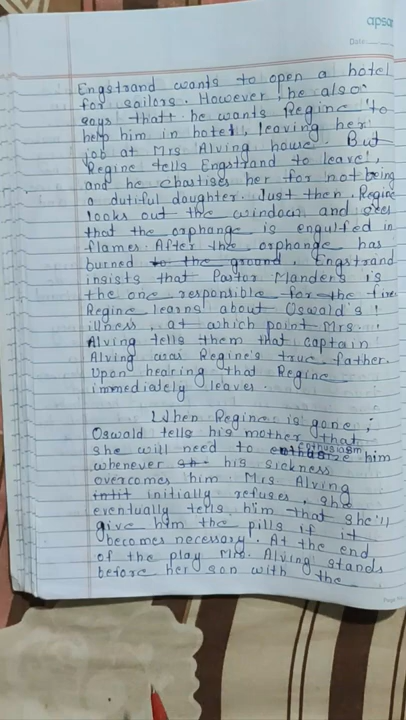 apsar
Date
Engstrand wants to open a hotel
for sailors. However, he also
says that he wants Regine to
help him in hotel, leaving her
job at Mrs Alving house. But
Regine tells Engstrand to leave,
and he chastises her for not being
a dutiful daughter. Just then, Regine
looks out the window and sees
that the orphange is engulfed in
flames. After the orphange has
burned to the ground, Engstrand
insists that Pastor Manders is
the one responsible for the fire.
Regine learns about Oswald's
illness, at which point Mrs.
Alving tells them that captain
Alving was Regine's true father.
Upon hearing that Regine
immediately leaves.
When Regine is gone,
Oswald tells his mother that
she will need to enthusiasm him
whenever his sickness
overcomes him. Mrs Alving
initially refuses, she
eventually tells him that she'll
give him the pills if it
becomes necessary. At the end
of the play Mrs. Alving stands
before her son with the